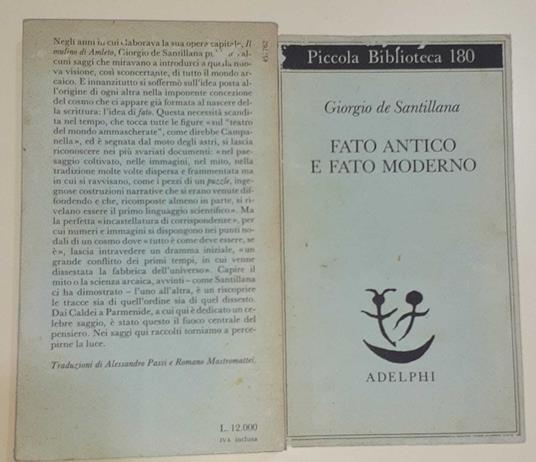 Negli anni in cui elaborava la sua opera capitale, Il
mulino di Amleto, Giorgio de Santillana al-
cuni saggi che miravano a introdurci a quella nuo-
va visione, così sconcertante, di tutto il mondo ar-
caico. E innanzitutto si soffermò sull'idea posta al-
l'origine di ogni altra nella imponente concezione
del cosmo che ci appare già formata al nascere del-
la scrittura: l'idea di fato. Questa necessità scandi-
ta nel tempo, che tocca tutte le figure «sul "teatro
del mondo ammascherate", come direbbe Campa-
nella», ed è segnata dal moto degli astri, si lascia
riconoscere nei più svariati documenti: «nel pae-
saggio coltivato, nelle immagini, nel mito, nella
tradizione molte volte dispersa e frammentata ma
in cui si ravvisano, come i pezzi di un puzzle, inge-
gnose costruzioni narrative che si erano venute dif-
fondendo e che, ricomposte almeno in parte, si ri-
velano essere il primo linguaggio scientifico». Ma
la perfetta «incastellatura di corrispondenze», per
cui numeri e immagini si dispongono nei punti no-
dali di un cosmo dove «tutto è come deve essere, se
è», lascia intravedere un dramma iniziale, «un
grande conflitto dei primi tempi, in cui venne
dissestata la fabbrica dell'universo». Capire il
mito o la scienza arcaica, avvinti – come Santillana
ci ha dimostrato – l'uno all'altra, è un riscoprire
le tracce sia di quell'ordine sia di quel dissesto.
Dai Caldei a Parmenide, a cui qui è dedicato un ce-
lebre saggio, è stato questo il fuoco centrale del
pensiero. Nei saggi qui raccolti torniamo a perce-
pirne la luce.
Traduzioni di Alessandro Passi e Romano Mastromattei.
L. 12.000
IVA inclusa
Piccola Biblioteca 180
Giorgio de Santillana
FATO ANTICO
E FATO MODERNO
ADELPHI